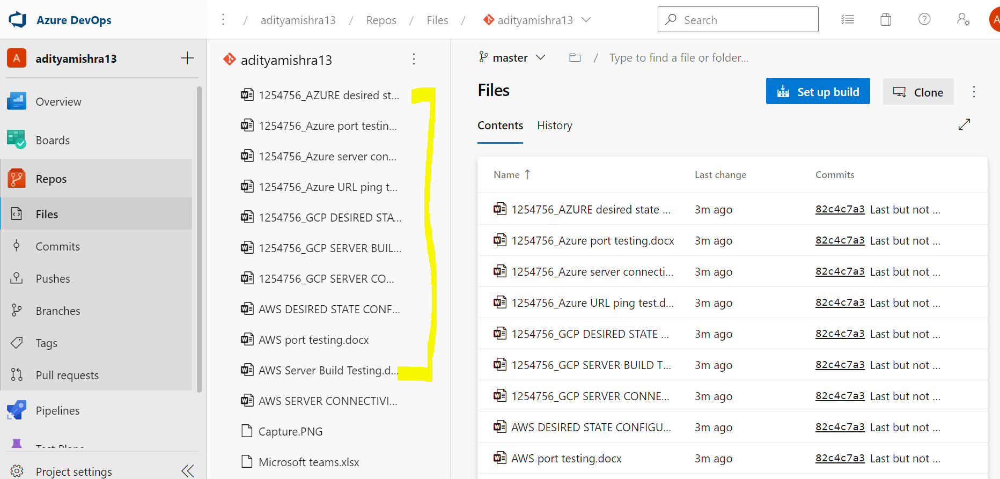 Azure DevOps
/ adityamishra13 / Repos / Files / adityamishra13
Search
A
A adityamishra13
Overview
Boards
Repos
Files
Commits
Pushes
Branches
Tags
Pull requests
Pipelines
Test Plans
Project settings
adityamishra13
1254756_AZURE desired st...
1254756_Azure port testin...
1254756_Azure server con...
1254756_Azure URL ping t...
1254756_GCP DESIRED STA...
1254756_GCP SERVER BUIL...
1254756_GCP SERVER CO...
AWS DESIRED STATE CONF...
AWS port testing.docx
AWS Server Build Testing.d...
AWS SERVER CONNECTIVI...
Capture.PNG
Microsoft teams.xlsx
master / Type to find a file or folder...
Files
Set up build
Clone
Contents History
Name ↑ Last change Commits
1254756_AZURE desired state ... 3m ago 82c4c7a3 Last but not ...
1254756_Azure port testing.docx 3m ago 82c4c7a3 Last but not ...
1254756_Azure server connecti... 3m ago 82c4c7a3 Last but not ...
1254756_Azure URL ping test.d... 3m ago 82c4c7a3 Last but not ...
1254756_GCP DESIRED STATE ... 3m ago 82c4c7a3 Last but not ...
1254756_GCP SERVER BUILD T... 3m ago 82c4c7a3 Last but not ...
1254756_GCP SERVER CONNE... 3m ago 82c4c7a3 Last but not ...
AWS DESIRED STATE CONFIGU... 3m ago 82c4c7a3 Last but not ...
AWS port testing.docx 3m ago 82c4c7a3 Last but not ...